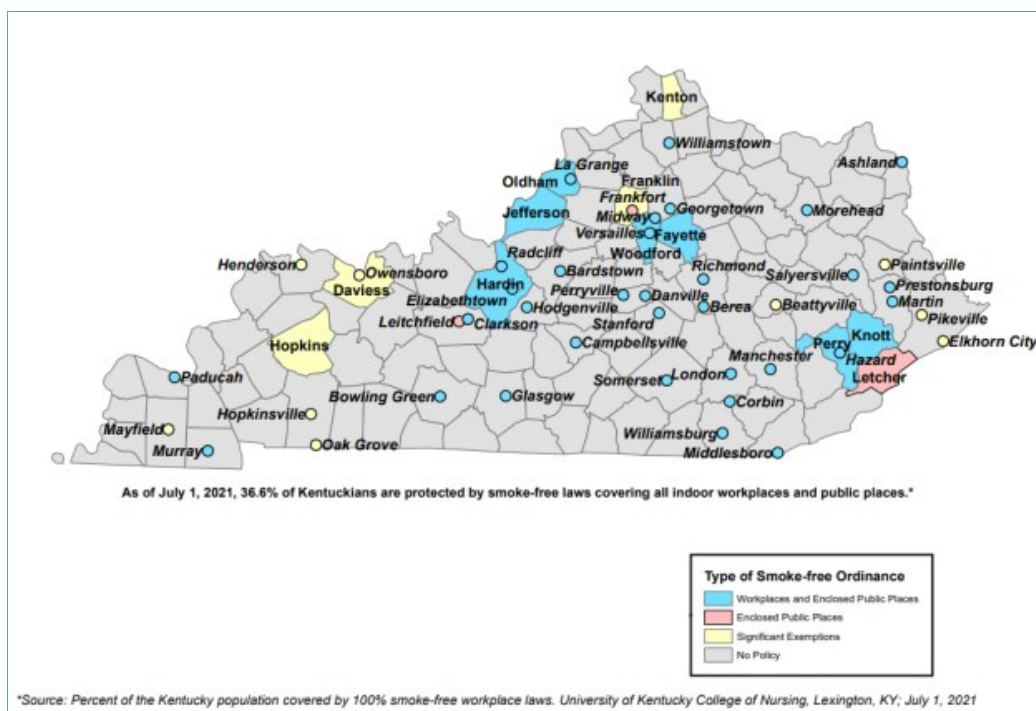 Kenton
Williamstown
Ashland
La Grange
Oldham
Franklin
Frankfort
Jefferson
Midway
Georgetown
Morehead
Versailles
Fayette
Woodford
Radcliff
Henderson
Owensboro
Daviess
Bardstown
Richmond
Salyersville
Paintsville
Hardin
Prestonsburg
Elizabethtown
Perryville
Danville
Berea
Beattyville
Martin
Hodgenville
Leitchfield
Clarkson
Stanford
Pikeville
Hopkins
Campbellsville
Perry
Knott
Elkhorn City
Manchester
Hazard
Letcher
Paducah
Somerset
London
Bowling Green
Glasgow
Corbin
Hopkinsville
Mayfield
Williamsburg
Oak Grove
Murray
Middlesboro
As of July 1, 2021, 36.6% of Kentuckians are protected by smoke-free laws covering all indoor workplaces and public places.*
Type of Smoke-free Ordinance
Workplaces and Enclosed Public Places
Enclosed Public Places
Significant Exemptions
No Policy
*Source: Percent of the Kentucky population covered by 100% smoke-free workplace laws. University of Kentucky College of Nursing, Lexington, KY; July 1, 2021